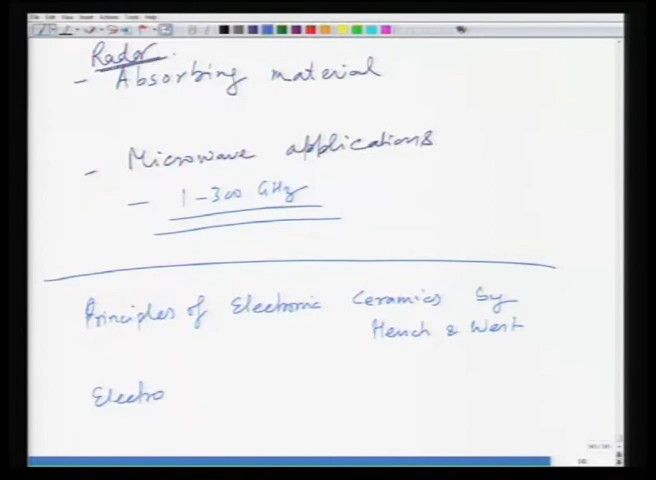 Radar
- Absorbing material
- Microwave applications
- 1-300 GHz
Principles of Electronic Ceramics by
Hench & West
Electro